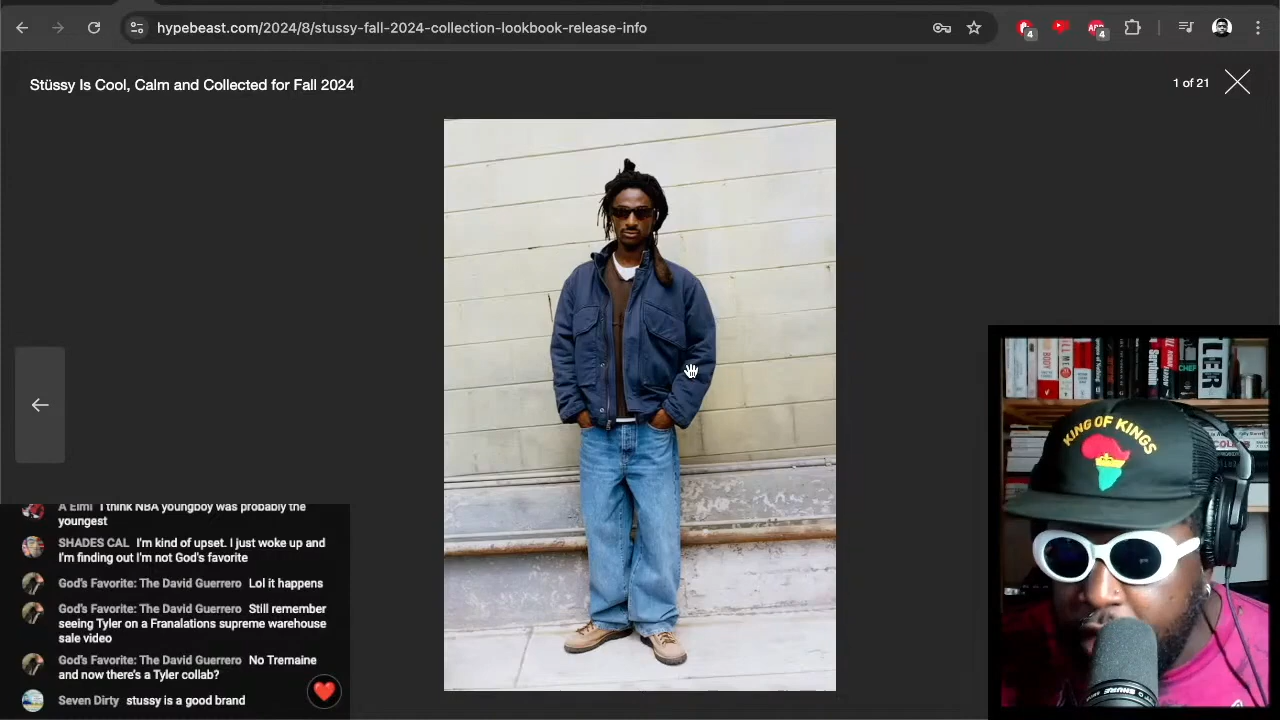 hypebeast.com/2024/8/stussy-fall-2024-collection-lookbook-release-info
4
4
Stüssy Is Cool, Calm and Collected for Fall 2024
1 of 21
KING OF KINGS
A Elmi I think NBA youngboy was probably the
youngest
SHADES CAL I'm kind of upset. I just woke up and
I'm finding out I'm not God's favorite
God's Favorite: The David Guerrero Lol it happens
God's Favorite: The David Guerrero Still remember
seeing Tyler on a Franalations supreme warehouse
sale video
God's Favorite: The David Guerrero No Tremaine
and now there's a Tyler collab?
Seven Dirty stussy is a good brand